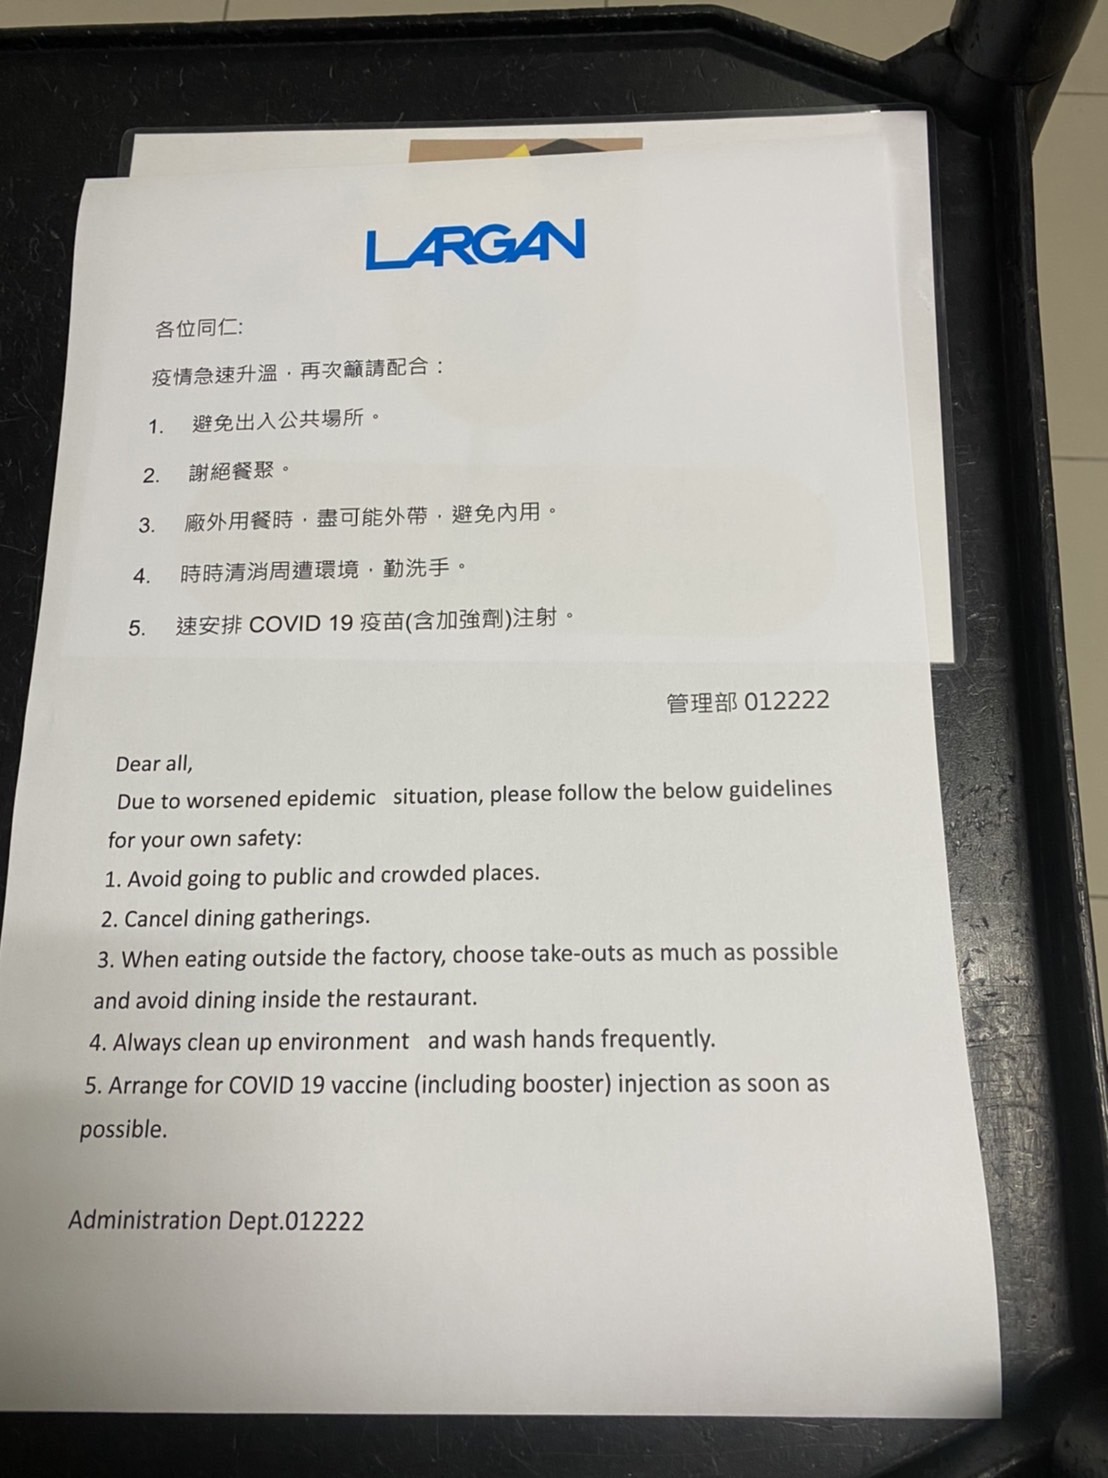 LARGAN
各位同仁:
疫情急速升溫，再次籲請配合：
1. 避免出入公共場所。
2. 謝絕餐聚。
3. 廠外用餐時，盡可能外帶，避免內用。
4. 時時清消周遭環境，勤洗手。
5. 速安排 COVID 19 疫苗(含加強劑)注射。
管理部 012222
Dear all,
Due to worsened epidemic situation, please follow the below guidelines
for your own safety:
1. Avoid going to public and crowded places.
2. Cancel dining gatherings.
3. When eating outside the factory, choose take-outs as much as possible
and avoid dining inside the restaurant.
4. Always clean up environment and wash hands frequently.
5. Arrange for COVID 19 vaccine (including booster) injection as soon as
possible.
Administration Dept.012222